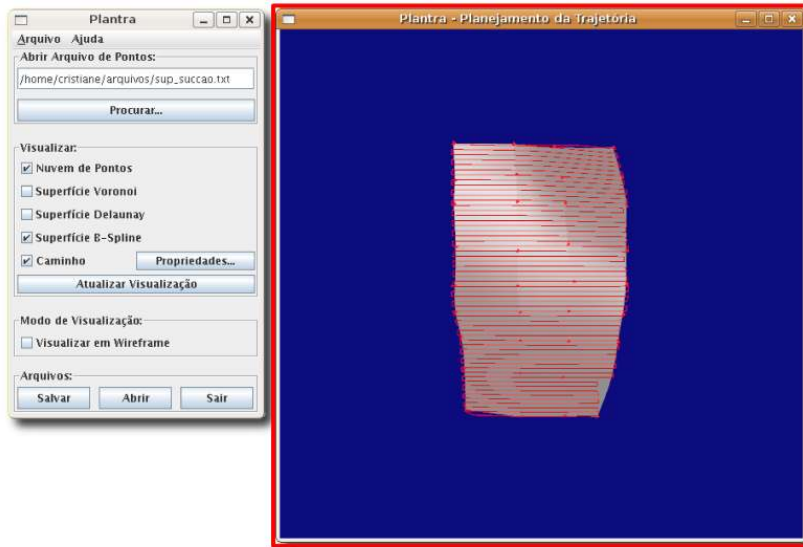 Plantra
Arquivo Ajuda
Abrir Arquivo de Pontos:
/home/cristiane/arquivos/sup_succao.txt
Procurar...
Visualizar:
Nuvem de Pontos
Superfície Voronoi
Superfície Delaunay
Superfície B-Spline
Caminho Propriedades...
Atualizar Visualização
Modo de Visualização:
Visualizar em Wireframe
Arquivos:
Salvar Abrir Sair
Plantra - Planejamento da Trajetória